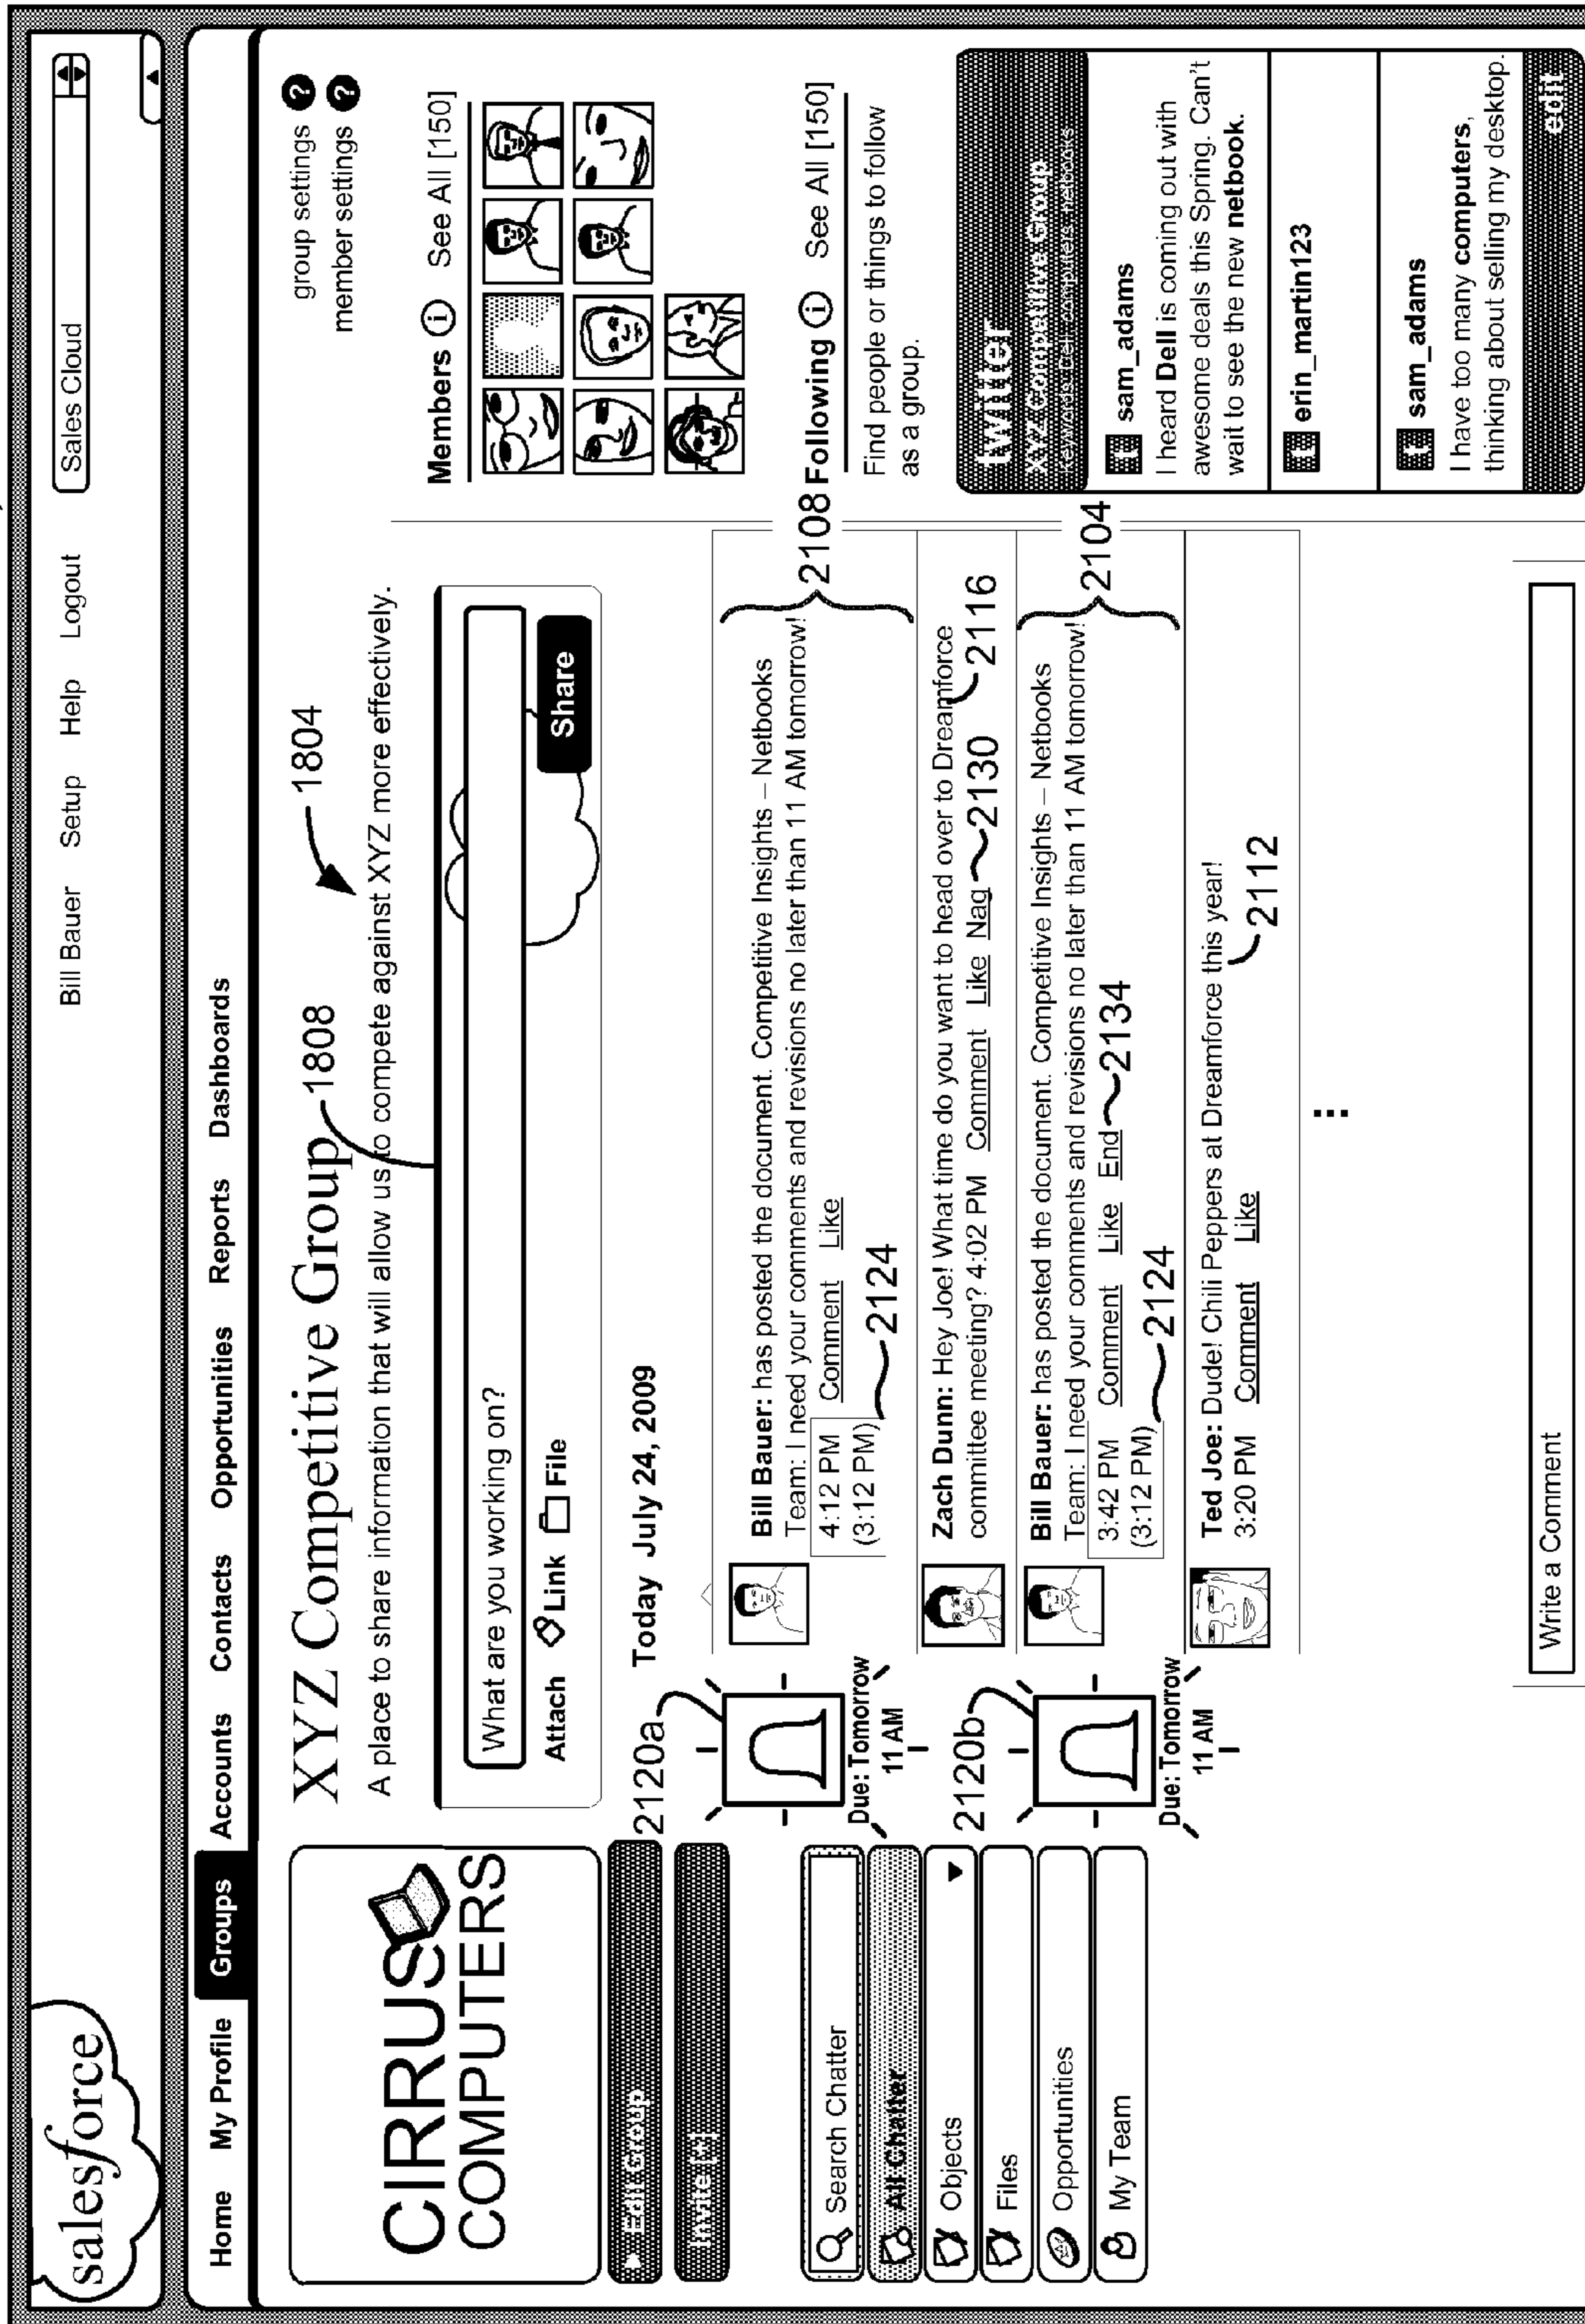 salesforce
Bill Bauer Setup Help Logout
Sales Cloud
Home My Profile Groups Accounts Contacts Opportunities Reports Dashboards
CIRRUS
COMPUTERS
Edit Group
Invite [+]
Search Chatter
All Chatter
Objects
Files
Opportunities
My Team
XYZ Competitive Group 1808 1804
A place to share information that will allow us to compete against XYZ more effectively.
What are you working on?
Attach Link File
Share
2120a
Today July 24, 2009
Due: Tomorrow
11 AM
Bill Bauer: has posted the document. Competitive Insights – Netbooks
Team: I need your comments and revisions no later than 11 AM tomorrow!
4:12 PM Comment Like
(3:12 PM) 2124
2108
Zach Dunn: Hey Joe! What time do you want to head over to Dreamforce
committee meeting? 4:02 PM Comment Like Nag 2130 2116
2120b
Due: Tomorrow
11 AM
Bill Bauer: has posted the document. Competitive Insights – Netbooks
Team: I need your comments and revisions no later than 11 AM tomorrow!
3:42 PM Comment Like End 2134
(3:12 PM) 2124
2104
Ted Joe: Dude! Chili Peppers at Dreamforce this year!
3:20 PM Comment Like
2112
Write a Comment
group settings ?
member settings ?
Members i See All [150]
Following i See All [150]
Find people or things to follow
as a group.
twitter
XYZ Competitive Group
Keywords: Dell, computers, netbooks
t sam_adams
I heard Dell is coming out with
awesome deals this Spring. Can't
wait to see the new netbook.
t erin_martin123
t sam_adams
I have too many computers,
thinking about selling my desktop.
edit